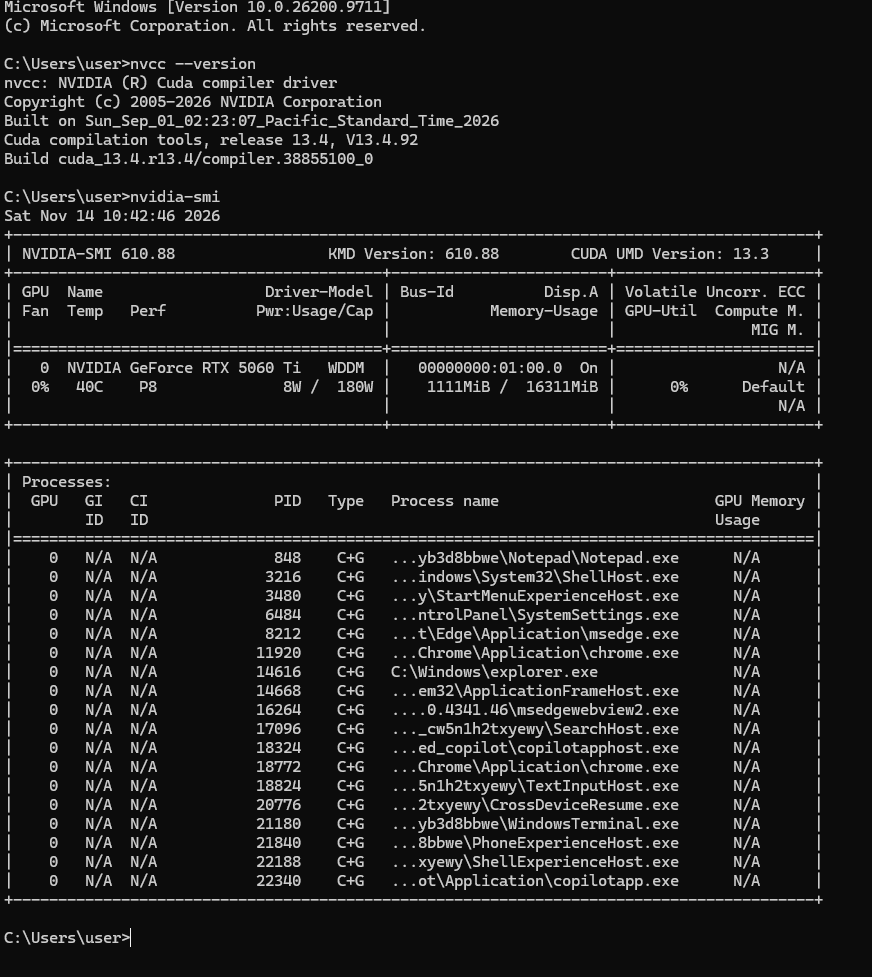 Microsoft Windows [Version 10.0.26200.9711]
(c) Microsoft Corporation. All rights reserved.

C:\Users\user>nvcc --version
nvcc: NVIDIA (R) Cuda compiler driver
Copyright (c) 2005-2026 NVIDIA Corporation
Built on Sun_Sep_01_02:23:07_Pacific_Standard_Time_2026
Cuda compilation tools, release 13.4, V13.4.92
Build cuda_13.4.r13.4/compiler.38855100_0

C:\Users\user>nvidia-smi
Sat Nov 14 10:42:46 2026
+-----------------------------------------------------------------------------------------+
| NVIDIA-SMI 610.88                 KMD Version: 610.88        CUDA UMD Version: 13.3     |
+-----------------------------------------+------------------------+----------------------+
| GPU  Name                  Driver-Model | Bus-Id          Disp.A | Volatile Uncorr. ECC |
| Fan  Temp   Perf          Pwr:Usage/Cap |           Memory-Usage | GPU-Util  Compute M. |
|                                         |                        |               MIG M. |
|=========================================+========================+======================|
|   0  NVIDIA GeForce RTX 5060 Ti   WDDM  |   00000000:01:00.0  On |                  N/A |
|  0%   40C    P8              8W /  180W |    1111MiB /  16311MiB |      0%      Default |
|                                         |                        |                  N/A |
+-----------------------------------------+------------------------+----------------------+

+-----------------------------------------------------------------------------------------+
| Processes:                                                                              |
|  GPU   GI   CI              PID   Type   Process name                        GPU Memory |
|        ID   ID                                                               Usage      |
|=========================================================================================|
|    0   N/A  N/A             848    C+G   ...yb3d8bbwe\Notepad\Notepad.exe      N/A      |
|    0   N/A  N/A            3216    C+G   ...indows\System32\ShellHost.exe      N/A      |
|    0   N/A  N/A            3480    C+G   ...y\StartMenuExperienceHost.exe      N/A      |
|    0   N/A  N/A            6484    C+G   ...ntrolPanel\SystemSettings.exe      N/A      |
|    0   N/A  N/A            8212    C+G   ...t\Edge\Application\msedge.exe      N/A      |
|    0   N/A  N/A           11920    C+G   ...Chrome\Application\chrome.exe      N/A      |
|    0   N/A  N/A           14616    C+G   C:\Windows\explorer.exe               N/A      |
|    0   N/A  N/A           14668    C+G   ...em32\ApplicationFrameHost.exe      N/A      |
|    0   N/A  N/A           16264    C+G   ....0.4341.46\msedgewebview2.exe      N/A      |
|    0   N/A  N/A           17096    C+G   ..._cw5n1h2txyewy\SearchHost.exe      N/A      |
|    0   N/A  N/A           18324    C+G   ...ed_copilot\copilotapphost.exe      N/A      |
|    0   N/A  N/A           18772    C+G   ...Chrome\Application\chrome.exe      N/A      |
|    0   N/A  N/A           18824    C+G   ...5n1h2txyewy\TextInputHost.exe      N/A      |
|    0   N/A  N/A           20776    C+G   ...2txyewy\CrossDeviceResume.exe      N/A      |
|    0   N/A  N/A           21180    C+G   ...yb3d8bbwe\WindowsTerminal.exe      N/A      |
|    0   N/A  N/A           21840    C+G   ...8bbwe\PhoneExperienceHost.exe      N/A      |
|    0   N/A  N/A           22188    C+G   ...xyewy\ShellExperienceHost.exe      N/A      |
|    0   N/A  N/A           22340    C+G   ...ot\Application\copilotapp.exe      N/A      |
+-----------------------------------------------------------------------------------------+

C:\Users\user>